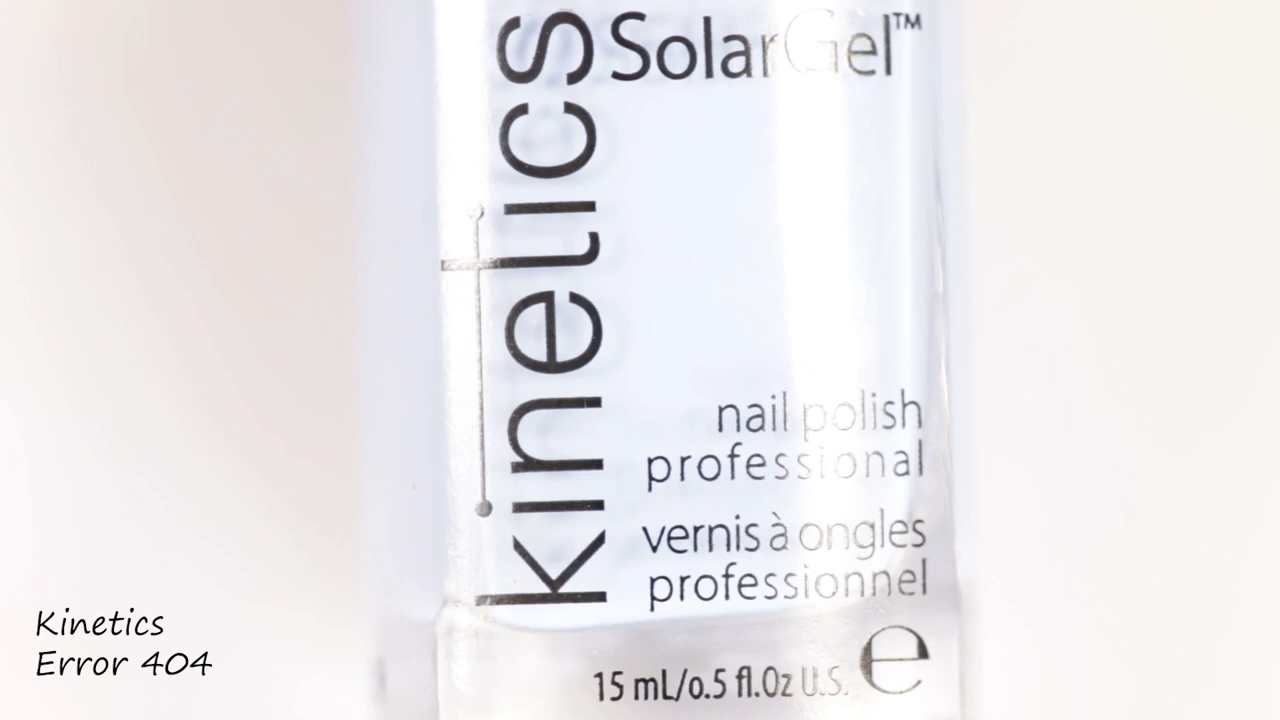 kinetics
SolarGel™
nail polish
professional
vernis à ongles
professionnel
15 mL/0.5 fl.Oz U.S. e
Kinetics
Error 404